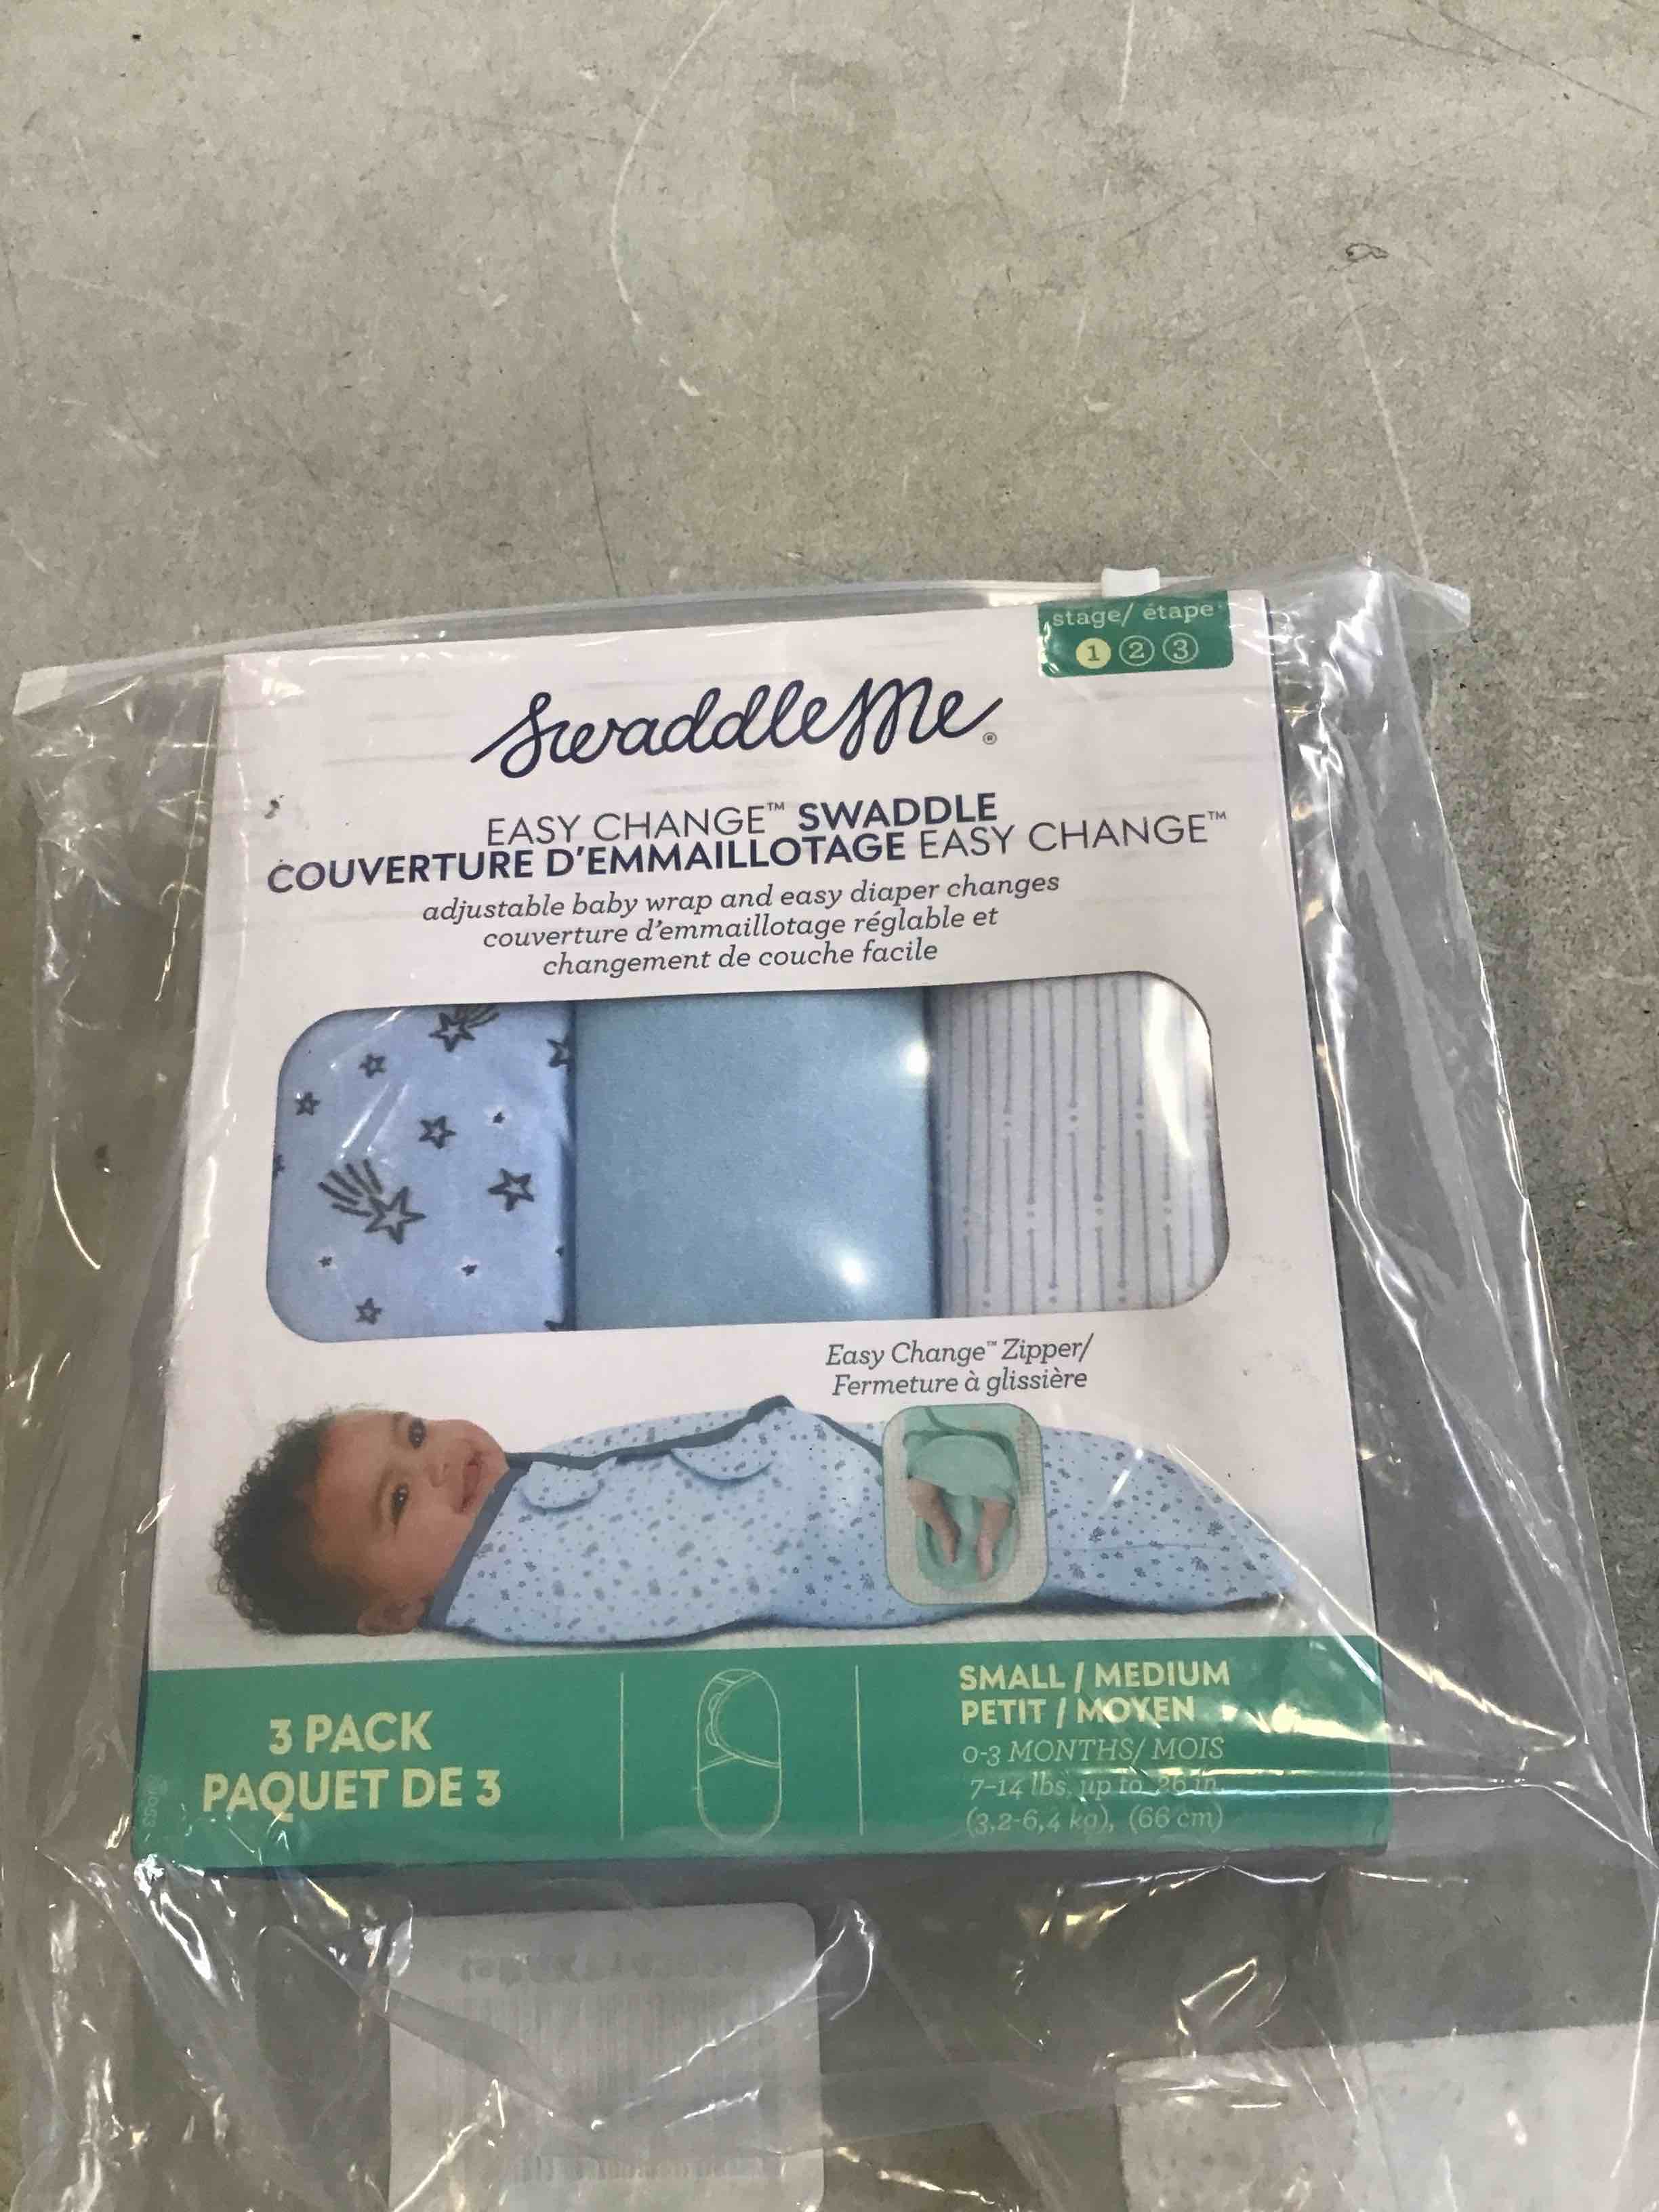 stage/ étape
1 2 3
SwaddleMe®
EASY CHANGE™ SWADDLE
COUVERTURE D'EMMAILLOTAGE EASY CHANGE™
adjustable baby wrap and easy diaper changes
couverture d'emmaillotage réglable et
changement de couche facile
Easy Change™ Zipper/
Fermeture à glissière
3 PACK
PAQUET DE 3
SMALL / MEDIUM
PETIT / MOYEN
0-3 MONTHS/ MOIS
7-14 lbs, up to 26 in.
(3,2-6,4 kg), (66 cm)